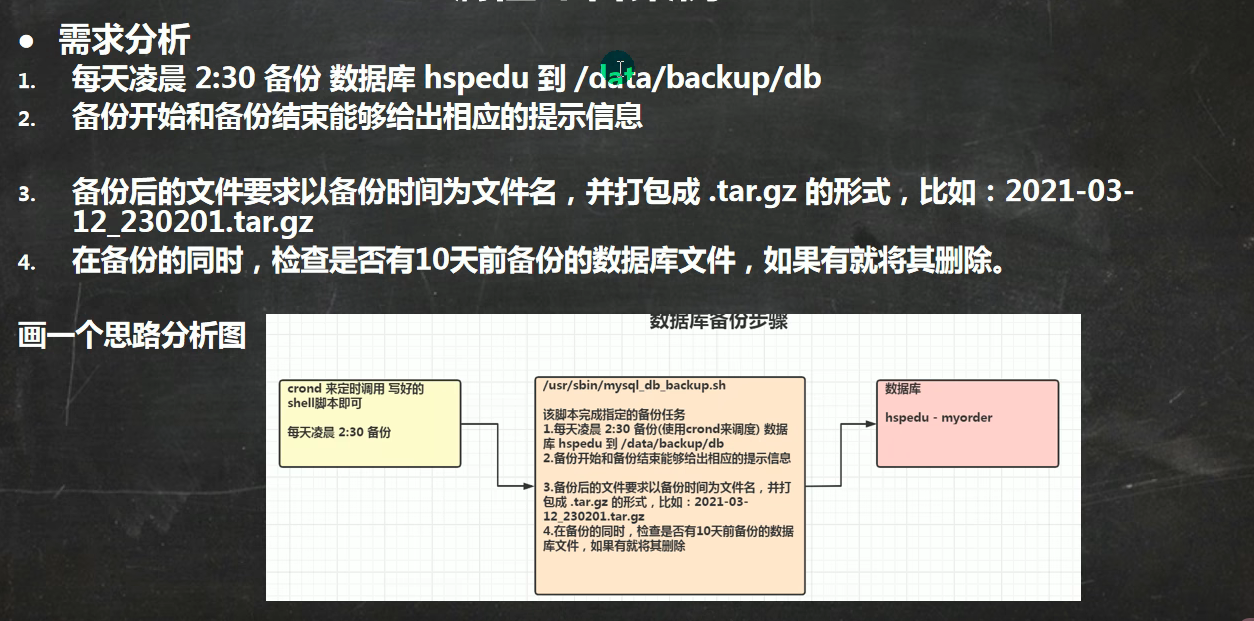 ● 需求分析
1. 每天凌晨 2:30 备份 数据库 hspedu 到 /data/backup/db
2. 备份开始和备份结束能够给出相应的提示信息
3. 备份后的文件要求以备份时间为文件名，并打包成 .tar.gz 的形式，比如：2021-03-
12_230201.tar.gz
4. 在备份的同时，检查是否有10天前备份的数据库文件，如果有就将其删除。
画一个思路分析图
数据库备份步骤
crond 来定时调用 写好的
shell脚本即可
每天凌晨 2:30 备份
/usr/sbin/mysql_db_backup.sh
该脚本完成指定的备份任务
1.每天凌晨 2:30 备份(使用crond来调度) 数据
库 hspedu 到 /data/backup/db
2.备份开始和备份结束能够给出相应的提示信息
3.备份后的文件要求以备份时间为文件名，并打
包成 .tar.gz 的形式，比如：2021-03-
12_230201.tar.gz
4.在备份的同时，检查是否有10天前备份的数据
库文件，如果有就将其删除
数据库
hspedu - myorder